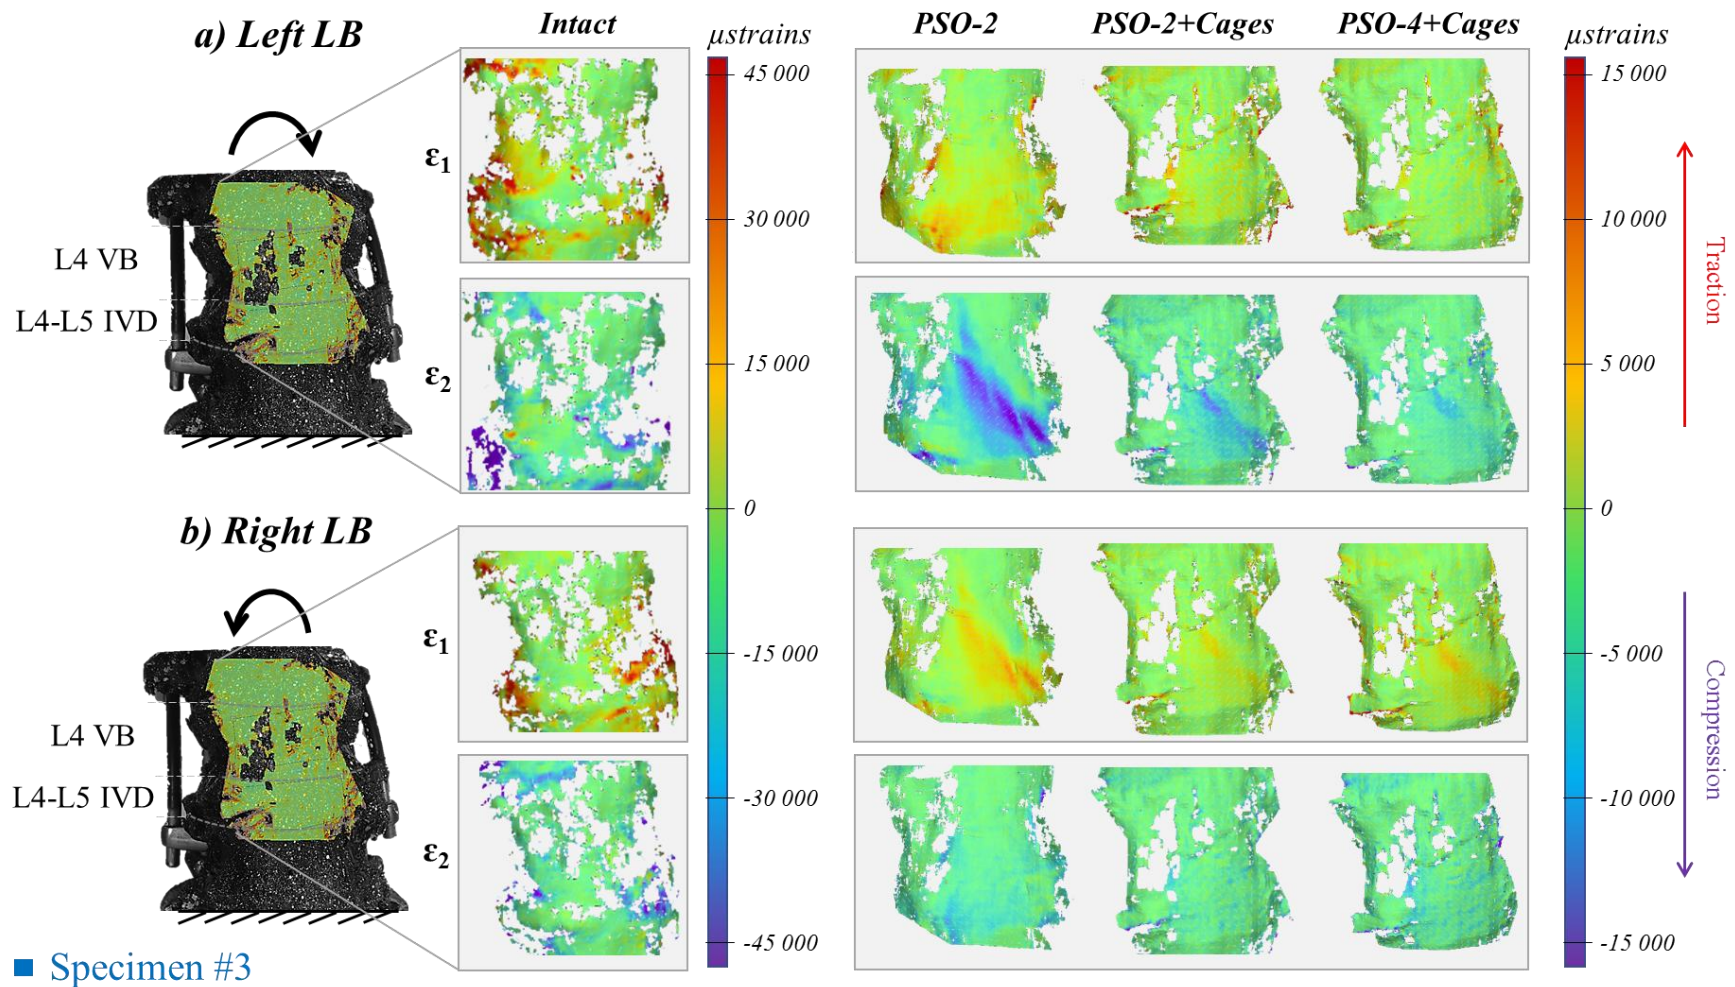 a) Left LB
Intact
µstrains
PSO-2
PSO-2+Cages
PSO-4+Cages
µstrains
L4 VB
L4-L5 IVD
ε1
ε2
45 000
30 000
15 000
0
-15 000
-30 000
-45 000
15 000
10 000
5 000
0
-5 000
-10 000
-15 000
Traction
Compression
b) Right LB
L4 VB
L4-L5 IVD
ε1
ε2
Specimen #3